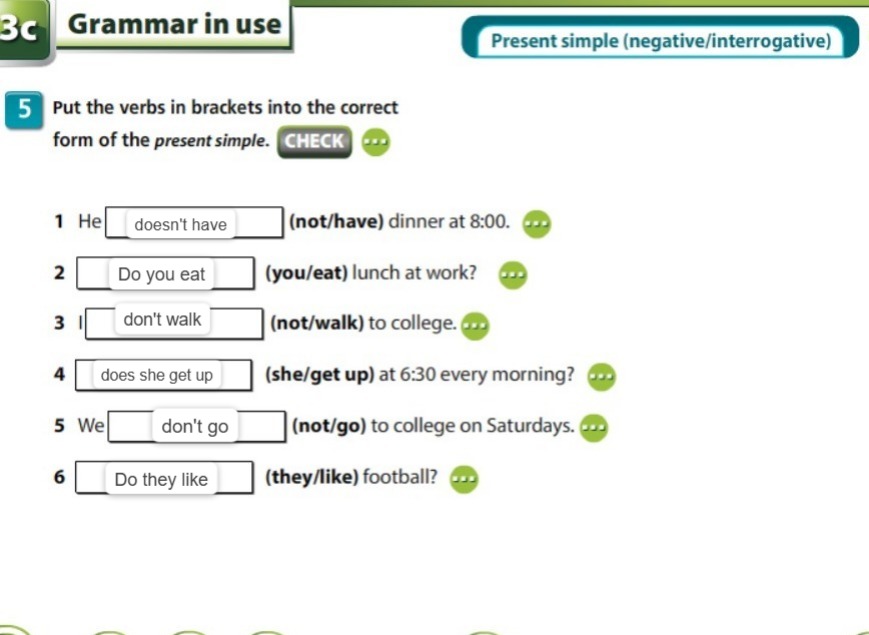 3c Grammar in use
Present simple (negative/interrogative)
5 Put the verbs in brackets into the correct
form of the present simple. CHECK
1 He doesn't have (not/have) dinner at 8:00.
2 Do you eat (you/eat) lunch at work?
3 I don't walk (not/walk) to college.
4 does she get up (she/get up) at 6:30 every morning?
5 We don't go (not/go) to college on Saturdays.
6 Do they like (they/like) football?